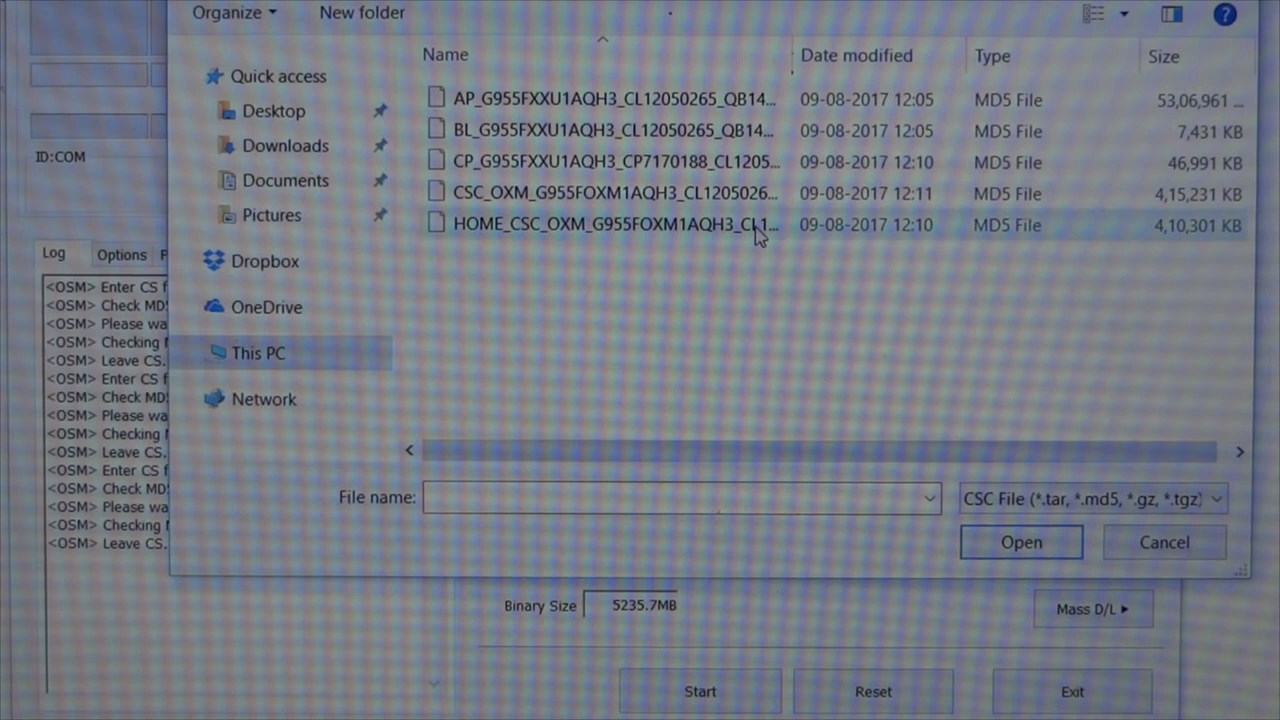 Organize New folder
Name Date modified Type Size
Quick access
Desktop
Downloads
Documents
Pictures
Dropbox
OneDrive
This PC
Network
AP_G955FXXU1AQH3_CL12050265_QB14... 09-08-2017 12:05 MD5 File 53,06,961 ...
BL_G955FXXU1AQH3_CL12050265_QB14... 09-08-2017 12:05 MD5 File 7,431 KB
CP_G955FXXU1AQH3_CP7170188_CL1205... 09-08-2017 12:10 MD5 File 46,991 KB
CSC_OXM_G955FOXM1AQH3_CL1205026... 09-08-2017 12:11 MD5 File 4,15,231 KB
HOME_CSC_OXM_G955FOXM1AQH3_CL1... 09-08-2017 12:10 MD5 File 4,10,301 KB
File name: CSC File (*.tar, *.md5, *.gz, *.tgz)
Open Cancel
ID:COM
Log Options
<OSM> Enter CS f
<OSM> Check MD5
<OSM> Please wa
<OSM> Checking
<OSM> Leave CS.
<OSM> Enter CS f
<OSM> Check MD5
<OSM> Please wa
<OSM> Checking
<OSM> Leave CS.
<OSM> Enter CS f
<OSM> Check MD5
<OSM> Please wa
<OSM> Checking
<OSM> Leave CS.
Binary Size 5235.7MB
Mass D/L
Start Reset Exit